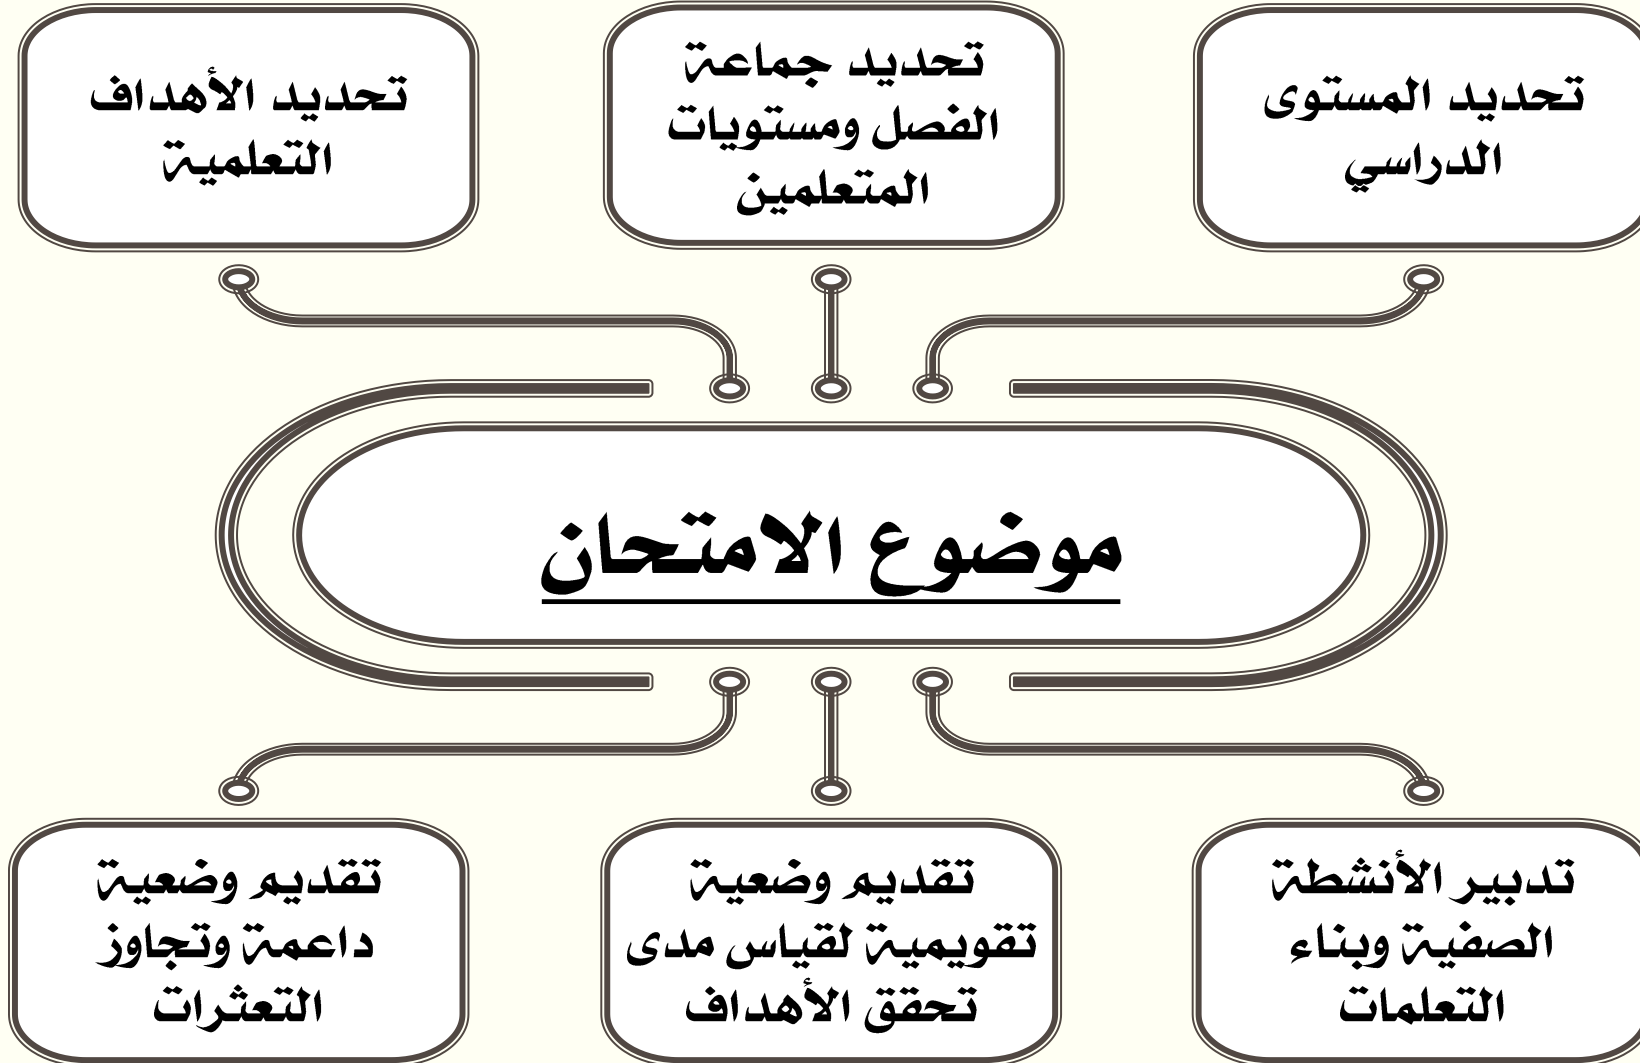 تحديد المستوى
الدراسي
تحديد جماعة
الفصل ومستويات
المتعلمين
تحديد الأهداف
التعلمية
موضوع الامتحان
تدبير الأنشطة
الصفية وبناء
التعلمات
تقديم وضعية
تقويمية لقياس مدى
تحقق الأهداف
تقديم وضعية
داعمة وتجاوز
التعثرات